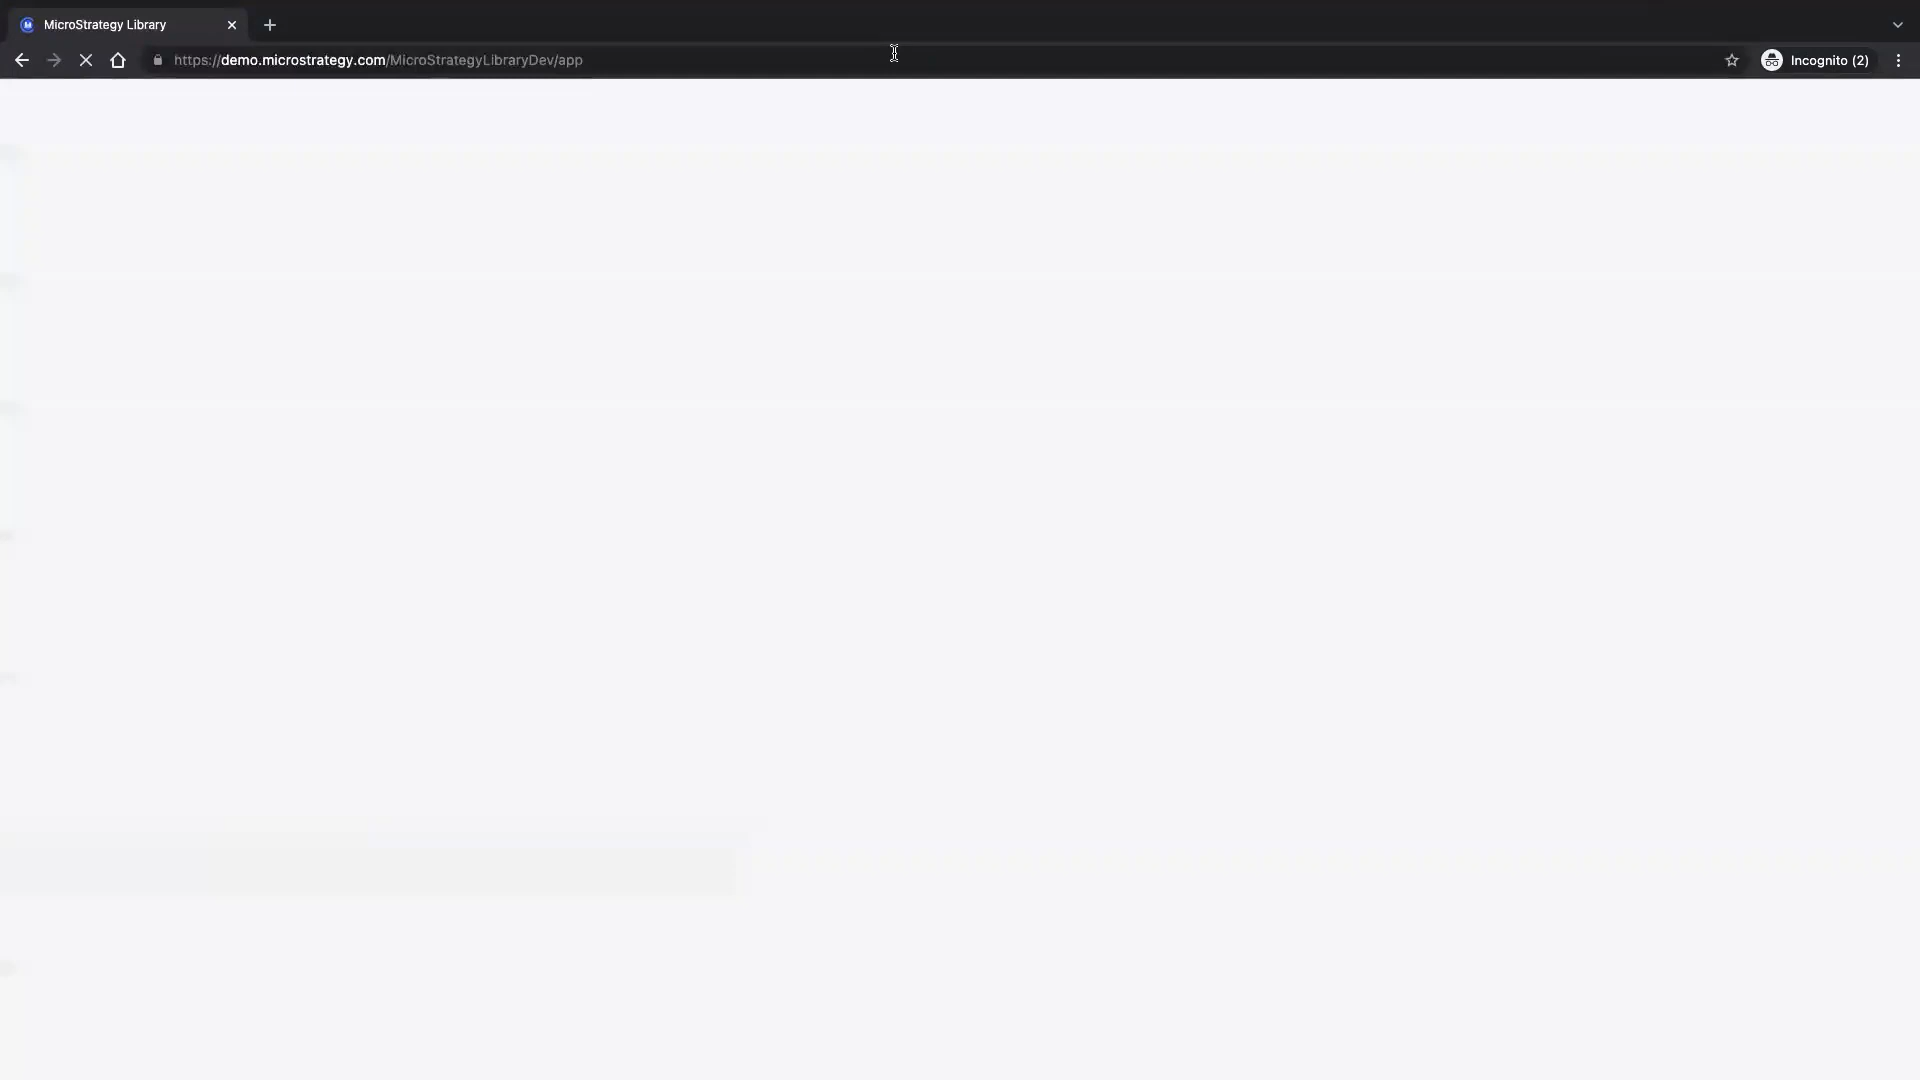 MicroStrategy Library
https://demo.microstrategy.com/MicroStrategyLibraryDev/app
Incognito (2)